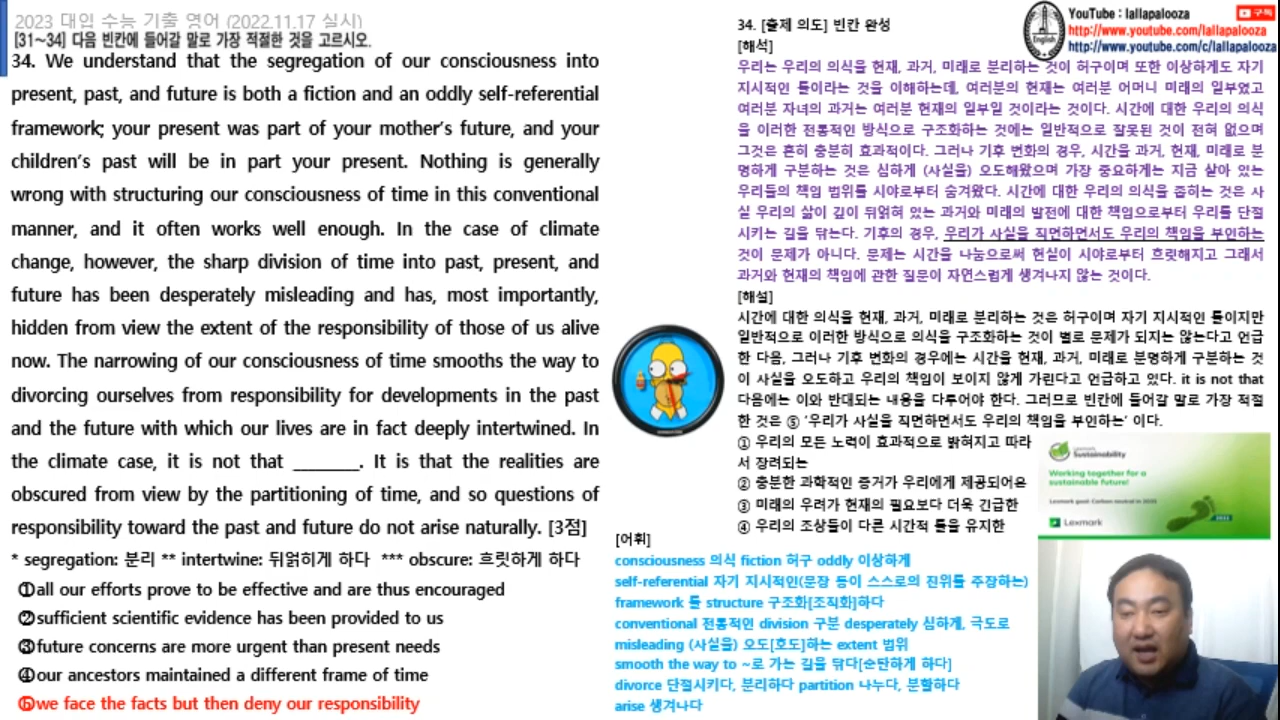 2023 대입 수능 기출 영어 (2022.11.17 실시)
[31~34] 다음 빈칸에 들어갈 말로 가장 적절한 것을 고르시오.
34. We understand that the segregation of our consciousness into
present, past, and future is both a fiction and an oddly self-referential
framework; your present was part of your mother's future, and your
children's past will be in part your present. Nothing is generally
wrong with structuring our consciousness of time in this conventional
manner, and it often works well enough. In the case of climate
change, however, the sharp division of time into past, present, and
future has been desperately misleading and has, most importantly,
hidden from view the extent of the responsibility of those of us alive
now. The narrowing of our consciousness of time smooths the way to
divorcing ourselves from responsibility for developments in the past
and the future with which our lives are in fact deeply intertwined. In
the climate case, it is not that ________. It is that the realities are
obscured from view by the partitioning of time, and so questions of
responsibility toward the past and future do not arise naturally. [3점]
* segregation: 분리 ** intertwine: 뒤얽히게 하다 *** obscure: 흐릿하게 하다
①all our efforts prove to be effective and are thus encouraged
②sufficient scientific evidence has been provided to us
③future concerns are more urgent than present needs
④our ancestors maintained a different frame of time
⑤we face the facts but then deny our responsibility
34. [출제 의도] 빈칸 완성
[해석]
우리는 우리의 의식을 현재, 과거, 미래로 분리하는 것이 허구이며 또한 이상하게도 자기
지시적인 틀이라는 것을 이해하는데, 여러분의 현재는 여러분 어머니 미래의 일부였고
여러분 자녀의 과거는 여러분 현재의 일부일 것이라는 것이다. 시간에 대한 우리의 의식
을 이러한 전통적인 방식으로 구조화하는 것에는 일반적으로 잘못된 것이 전혀 없으며
그것은 흔히 충분히 효과적이다. 그러나 기후 변화의 경우, 시간을 과거, 현재, 미래로 분
명하게 구분하는 것은 심하게 (사실을) 오도해왔으며 가장 중요하게는 지금 살아 있는
우리들의 책임 범위를 시야로부터 숨겨왔다. 시간에 대한 우리의 의식을 좁히는 것은 사
실 우리의 삶이 깊이 뒤얽혀 있는 과거와 미래의 발전에 대한 책임으로부터 우리를 단절
시키는 길을 닦는다. 기후의 경우, 우리가 사실을 직면하면서도 우리의 책임을 부인하는
것이 문제가 아니다. 문제는 시간을 나눔으로써 현실이 시야로부터 흐릿해지고 그래서
과거와 현재의 책임에 관한 질문이 자연스럽게 생겨나지 않는 것이다.
[해설]
시간에 대한 의식을 현재, 과거, 미래로 분리하는 것은 허구이며 자기 지시적인 틀이지만
일반적으로 이러한 방식으로 의식을 구조화하는 것이 별로 문제가 되지는 않는다고 언급
한 다음, 그러나 기후 변화의 경우에는 시간을 현재, 과거, 미래로 분명하게 구분하는 것
이 사실을 오도하고 우리의 책임이 보이지 않게 가린다고 언급하고 있다. it is not that
다음에는 이와 반대되는 내용을 다루어야 한다. 그러므로 빈칸에 들어갈 말로 가장 적절
한 것은 ⑤ '우리가 사실을 직면하면서도 우리의 책임을 부인하는' 이다.
① 우리의 모든 노력이 효과적으로 밝혀지고 따라
서 장려되는
② 충분한 과학적인 증거가 우리에게 제공되어온
③ 미래의 우려가 현재의 필요보다 더욱 긴급한
④ 우리의 조상들이 다른 시간적 틀을 유지한
[어휘]
consciousness 의식 fiction 허구 oddly 이상하게
self-referential 자기 지시적인(문장 등이 스스로의 진위를 주장하는)
framework 틀 structure 구조화[조직화]하다
conventional 전통적인 division 구분 desperately 심하게, 극도로
misleading (사실을) 오도[호도]하는 extent 범위
smooth the way to ~로 가는 길을 닦다[순탄하게 하다]
divorce 단절시키다, 분리하다 partition 나누다, 분할하다
arise 생겨나다
English
YouTube : lallapalooza
구독
http://www.youtube.com/lallapalooza
http://www.youtube.com/c/lallapalooza
Lexmark
Sustainability
Working together for a
sustainable future!
Lexmark goal: Carbon neutral in 2035
Lexmark